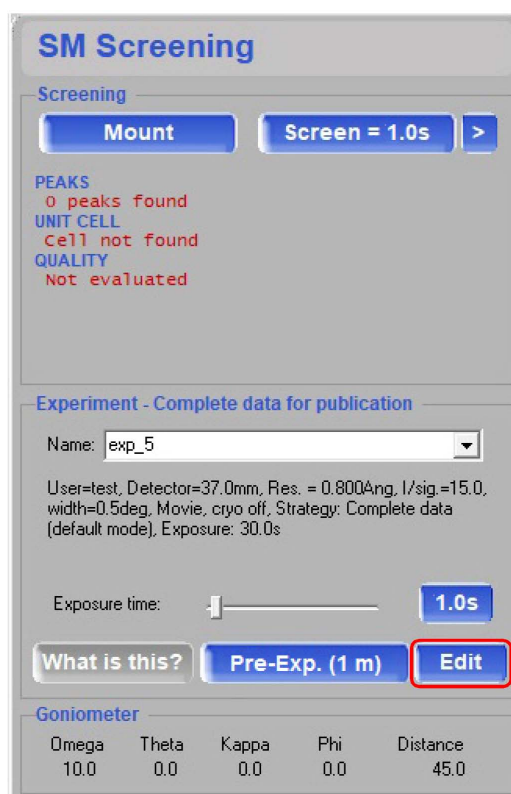 SM Screening
Screening
Mount
Screen = 1.0s
>
PEAKS
0 peaks found
UNIT CELL
Cell not found
QUALITY
Not evaluated
Experiment - Complete data for publication
Name: exp_5
User=test, Detector=37.0mm, Res. = 0.800Ang, I/sig.=15.0,
width=0.5deg, Movie, cryo off, Strategy: Complete data
(default mode), Exposure: 30.0s
Exposure time: 1.0s
What is this? Pre-Exp. (1 m) Edit
Goniometer
Omega Theta Kappa Phi Distance
10.0 0.0 0.0 0.0 45.0